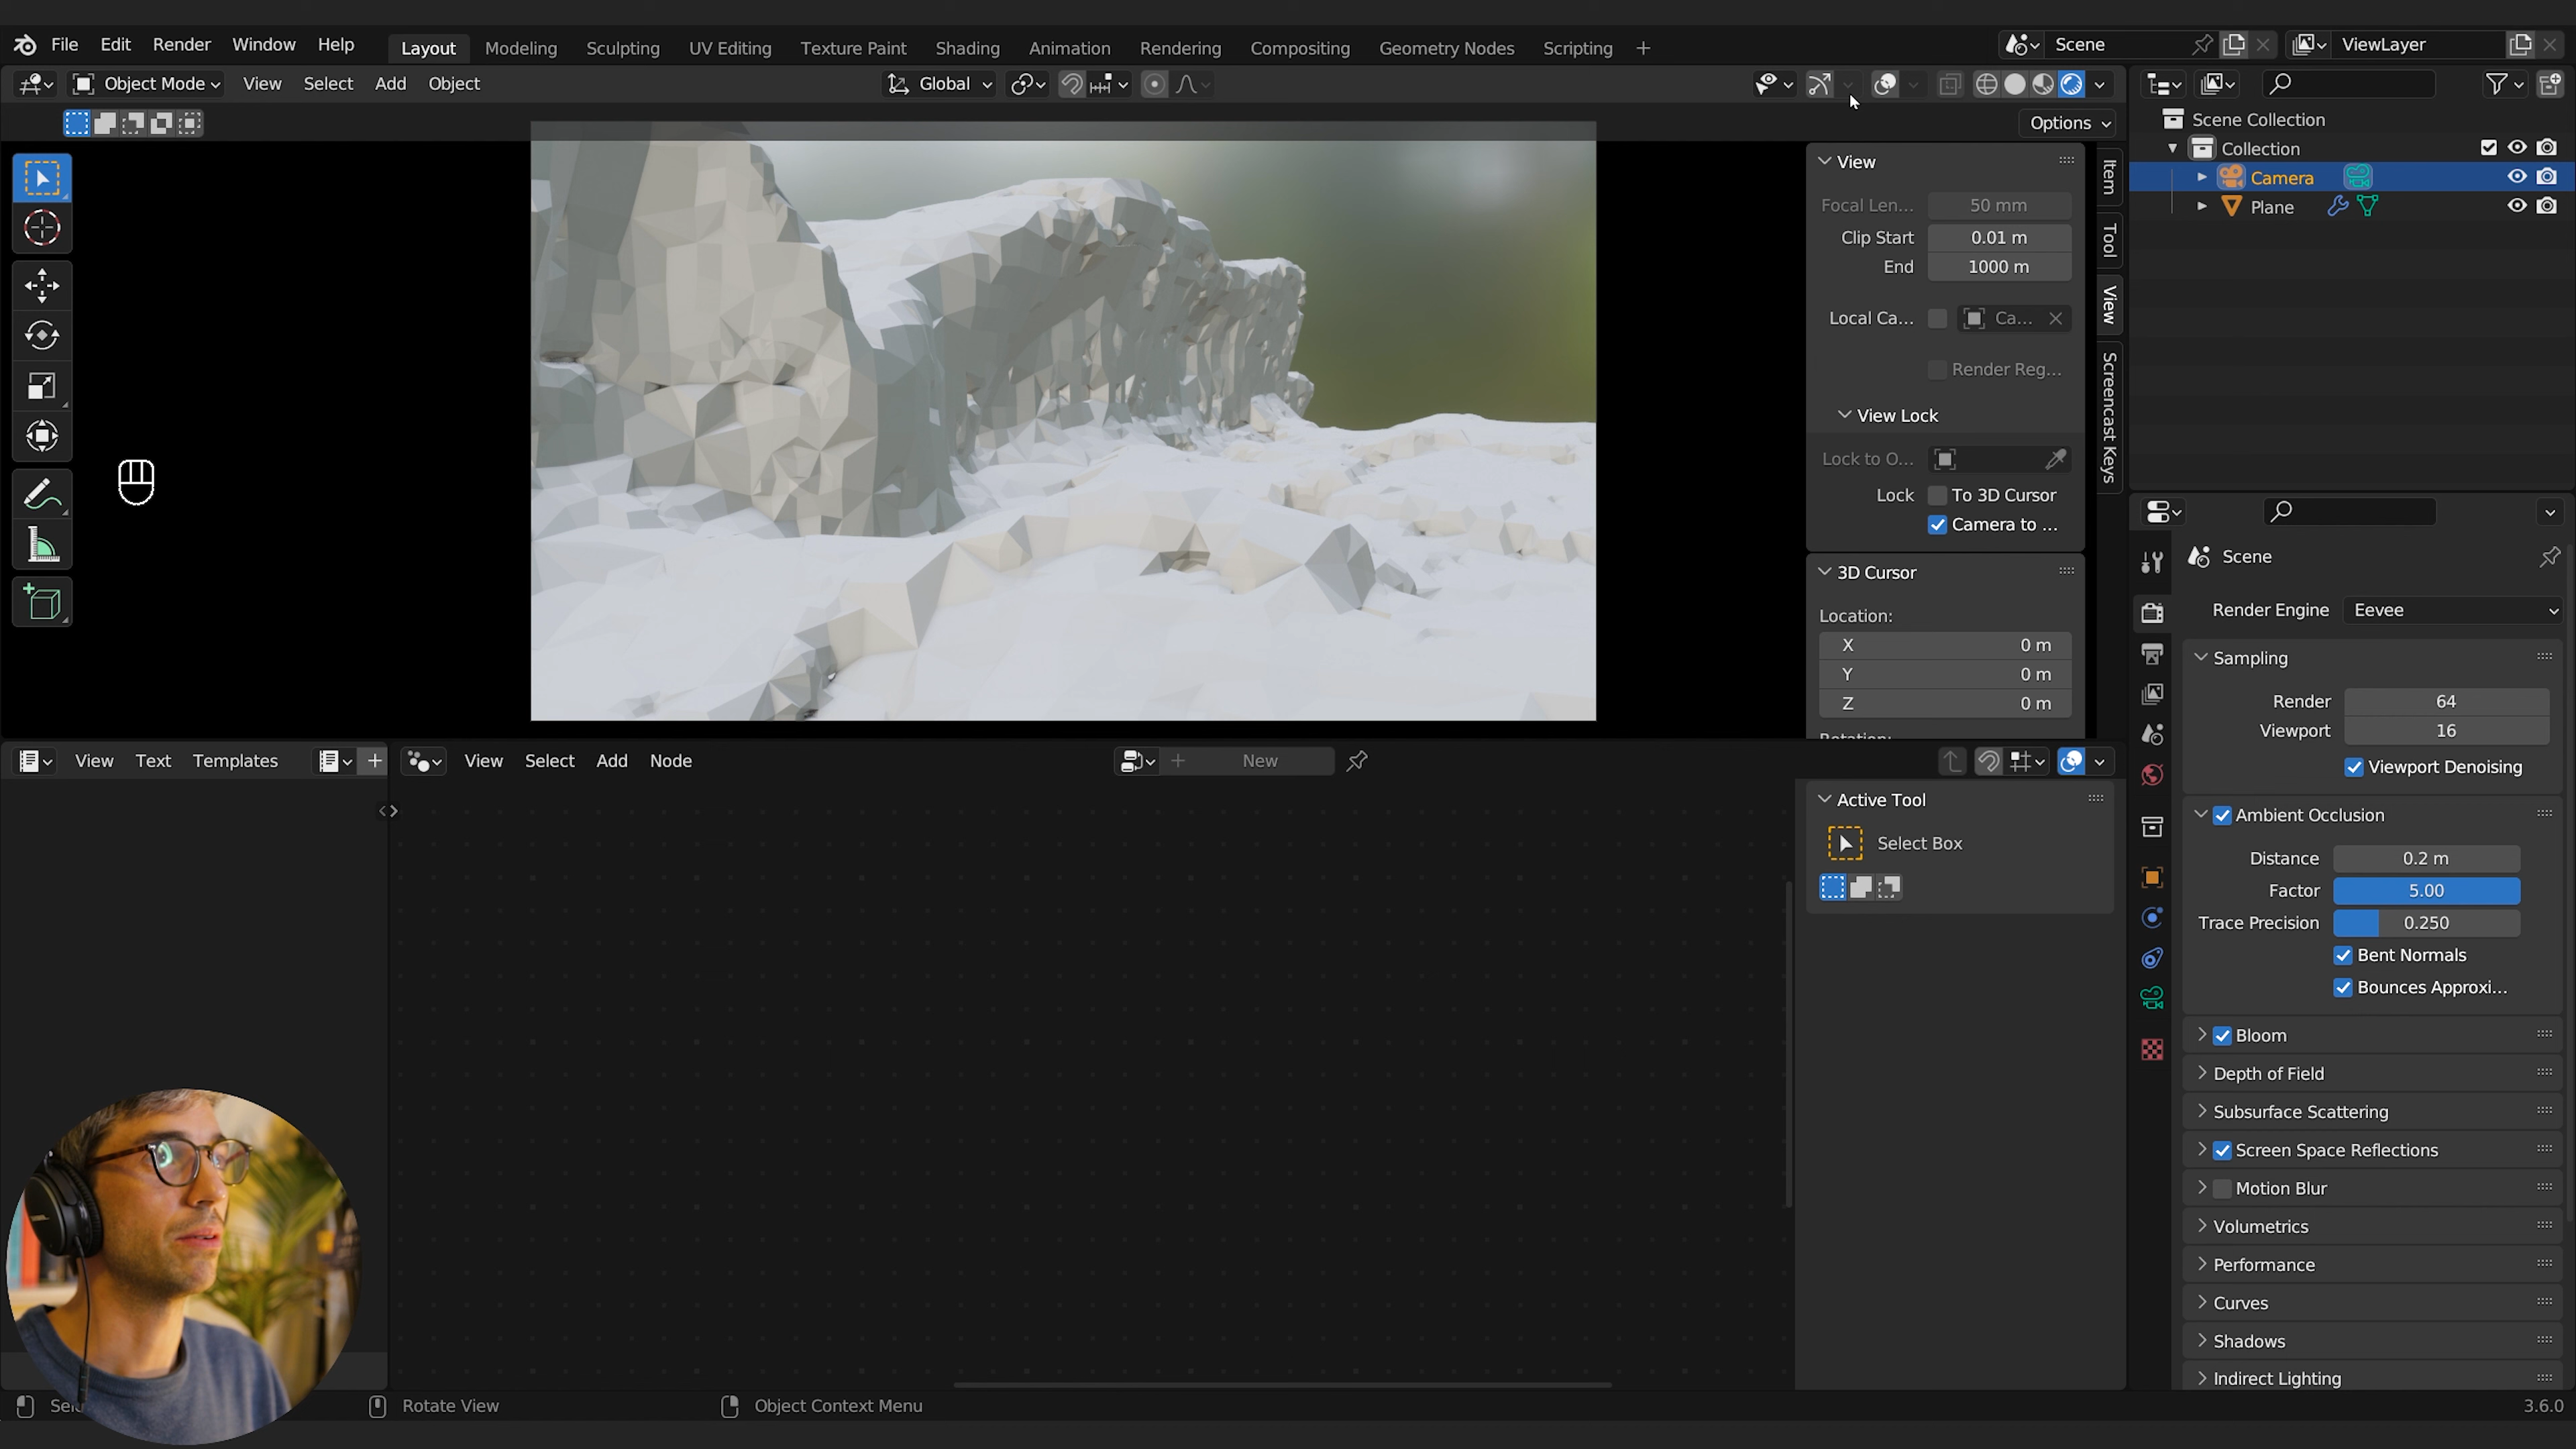 File Edit Render Window Help Layout Modeling Sculpting UV Editing Texture Paint Shading Animation Rendering Compositing Geometry Nodes Scripting + Scene ViewLayer
Object Mode View Select Add Object Global
Options
Scene Collection
Collection
Camera
Plane
View
Focal Len... 50 mm
Clip Start 0.01 m
End 1000 m
Local Ca... Ca...
Render Reg...
View Lock
Lock to O...
Lock To 3D Cursor
Camera to ...
3D Cursor
Location:
X 0 m
Y 0 m
Z 0 m
Item
Tool
View
Screencast Keys
Scene
Render Engine Eevee
Sampling
Render 64
Viewport 16
Viewport Denoising
Ambient Occlusion
Distance 0.2 m
Factor 5.00
Trace Precision 0.250
Bent Normals
Bounces Approxi...
Bloom
Depth of Field
Subsurface Scattering
Screen Space Reflections
Motion Blur
Volumetrics
Performance
Curves
Shadows
Indirect Lighting
View Text Templates + View Select Add Node + New
Active Tool
Select Box
Rotate View Object Context Menu 3.6.0